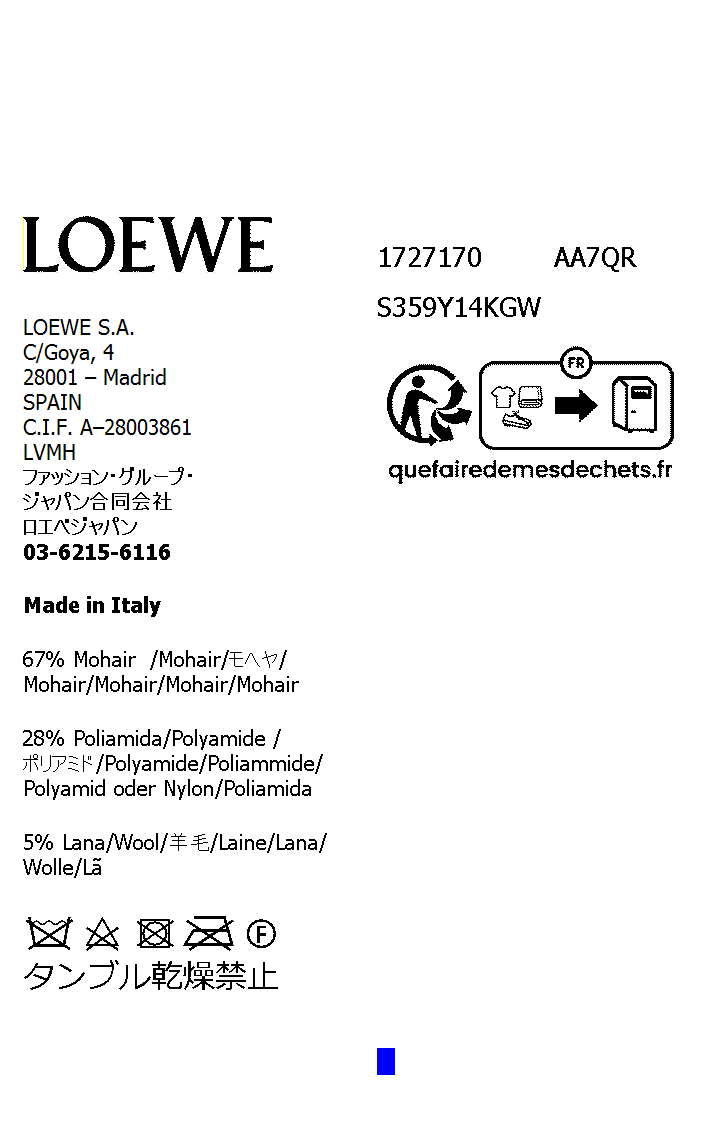 LOEWE
LOEWE S.A.
C/Goya, 4
28001 – Madrid
SPAIN
C.I.F. A–28003861
LVMH
ファッション・グループ・
ジャパン合同会社
ロエベジャパン
03-6215-6116
Made in Italy
67% Mohair /Mohair/モヘヤ/
Mohair/Mohair/Mohair/Mohair
28% Poliamida/Polyamide /
ポリアミド/Polyamide/Poliammide/
Polyamid oder Nylon/Poliamida
5% Lana/Wool/羊毛/Laine/Lana/
Wolle/Lã
F
タンブル乾燥禁止
1727170 AA7QR
S359Y14KGW
FR
quefairedemesdechets.fr